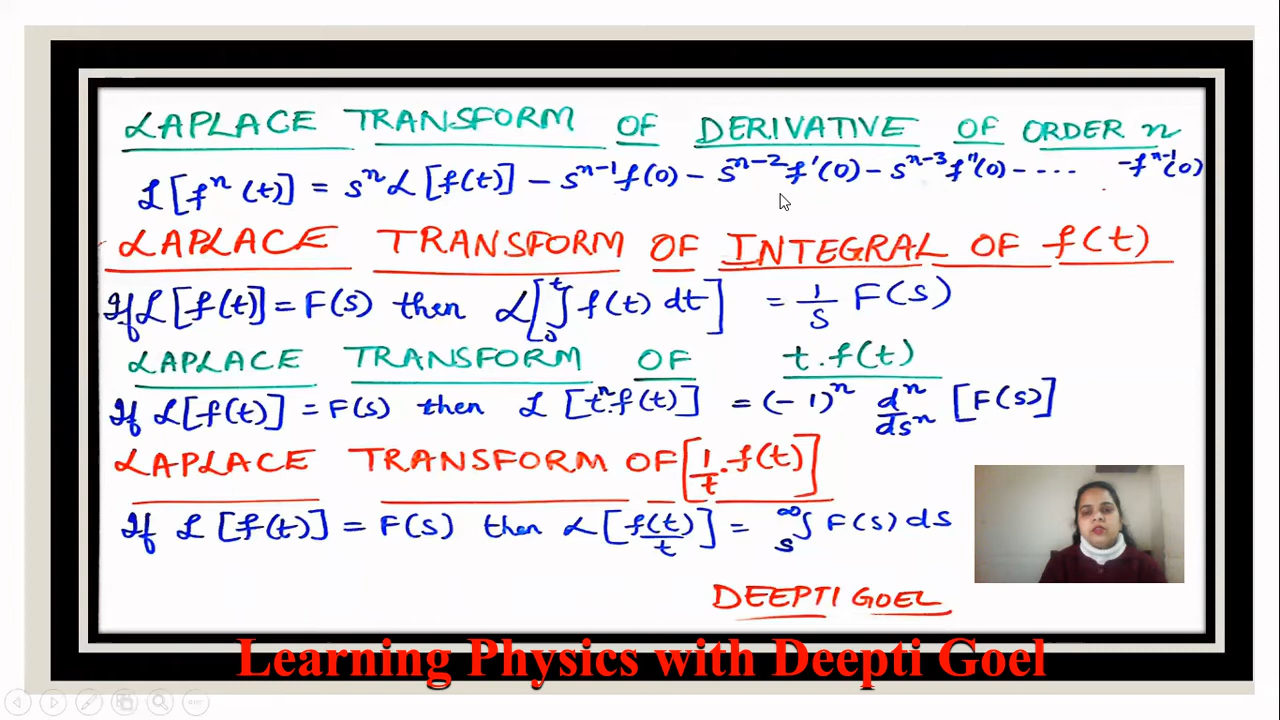 LAPLACE TRANSFORM OF DERIVATIVE OF ORDER n
L[fⁿ(t)] = sⁿ L[f(t)] - sⁿ⁻¹f(0) - sⁿ⁻²f'(0) - sⁿ⁻³f''(0) - .... -fⁿ⁻¹(0)
LAPLACE TRANSFORM OF INTEGRAL OF f(t)
If L[f(t)] = F(s) then L[∫₀ᵗ f(t) dt] = 1/s F(s)
LAPLACE TRANSFORM OF t.f(t)
If L[f(t)] = F(s) then L [tⁿ.f(t)] = (-1)ⁿ dⁿ/dsⁿ [F(s)]
LAPLACE TRANSFORM OF [1/t.f(t)]
If L[f(t)] = F(s) then L[f(t)/t] = ∫ₛ^∞ F(s) ds
DEEPTI GOEL
Learning Physics with Deepti Goel